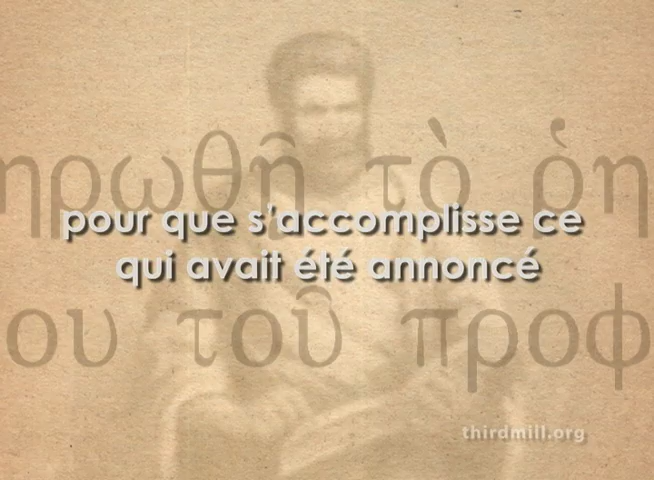 ηρωθῇ τὸ ῥη
pour que s'accomplisse ce
qui avait été annoncé
ου τοῦ προφ
thirdmill.org